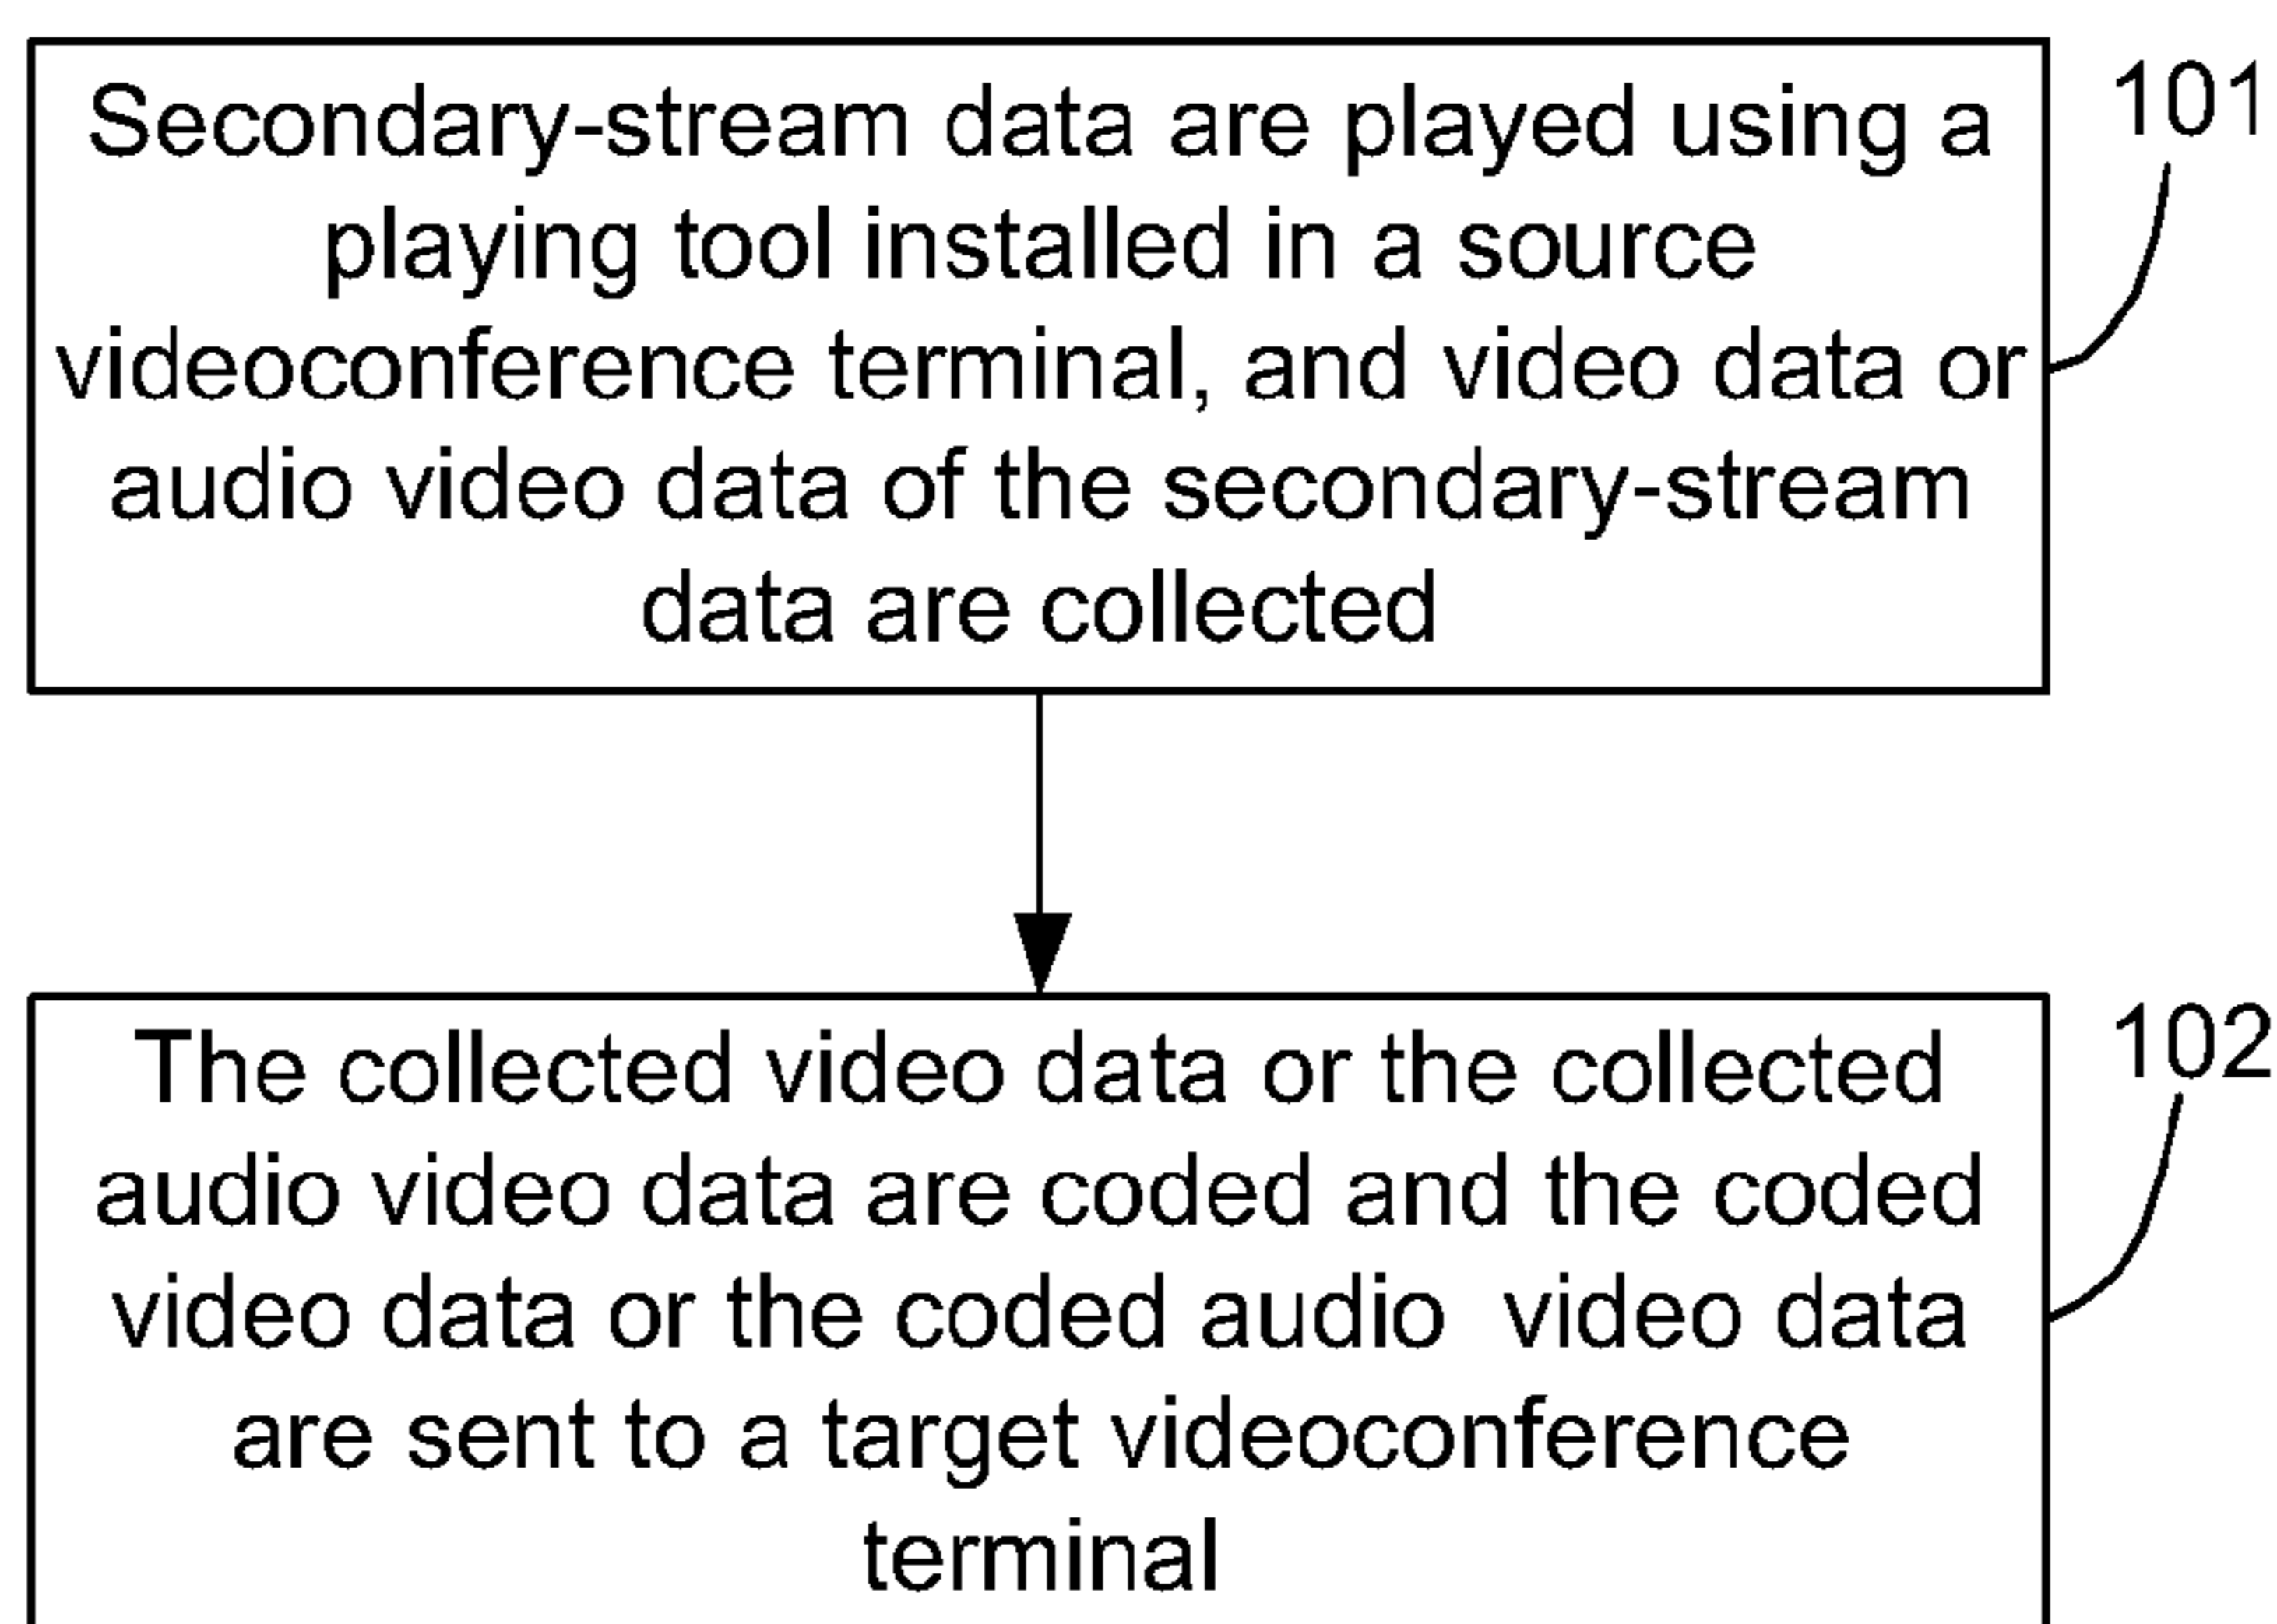 Secondary-stream data are played using a
playing tool installed in a source
videoconference terminal, and video data or
audio video data of the secondary-stream
data are collected
101
The collected video data or the collected
audio video data are coded and the coded
video data or the coded audio  video data
are sent to a target videoconference
terminal
102